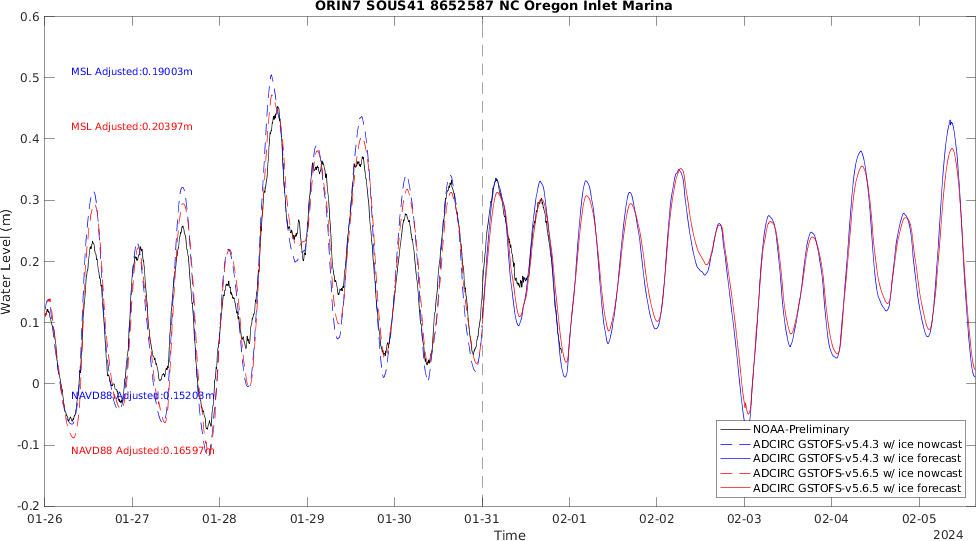 ORIN7 SOUS41 8652587 NC Oregon Inlet Marina
0.6
0.5
0.4
0.3
0.2
0.1
0
-0.1
-0.2
Water Level (m)
MSL Adjusted:0.19003m
MSL Adjusted:0.20397m
NAVD88 Adjusted:0.15203m
NAVD88 Adjusted:0.16597m
NOAA-Preliminary
ADCIRC GSTOFS-v5.4.3 w/ ice nowcast
ADCIRC GSTOFS-v5.4.3 w/ ice forecast
ADCIRC GSTOFS-v5.6.5 w/ ice nowcast
ADCIRC GSTOFS-v5.6.5 w/ ice forecast
01-26 01-27 01-28 01-29 01-30 01-31 02-01 02-02 02-03 02-04 02-05
Time
2024